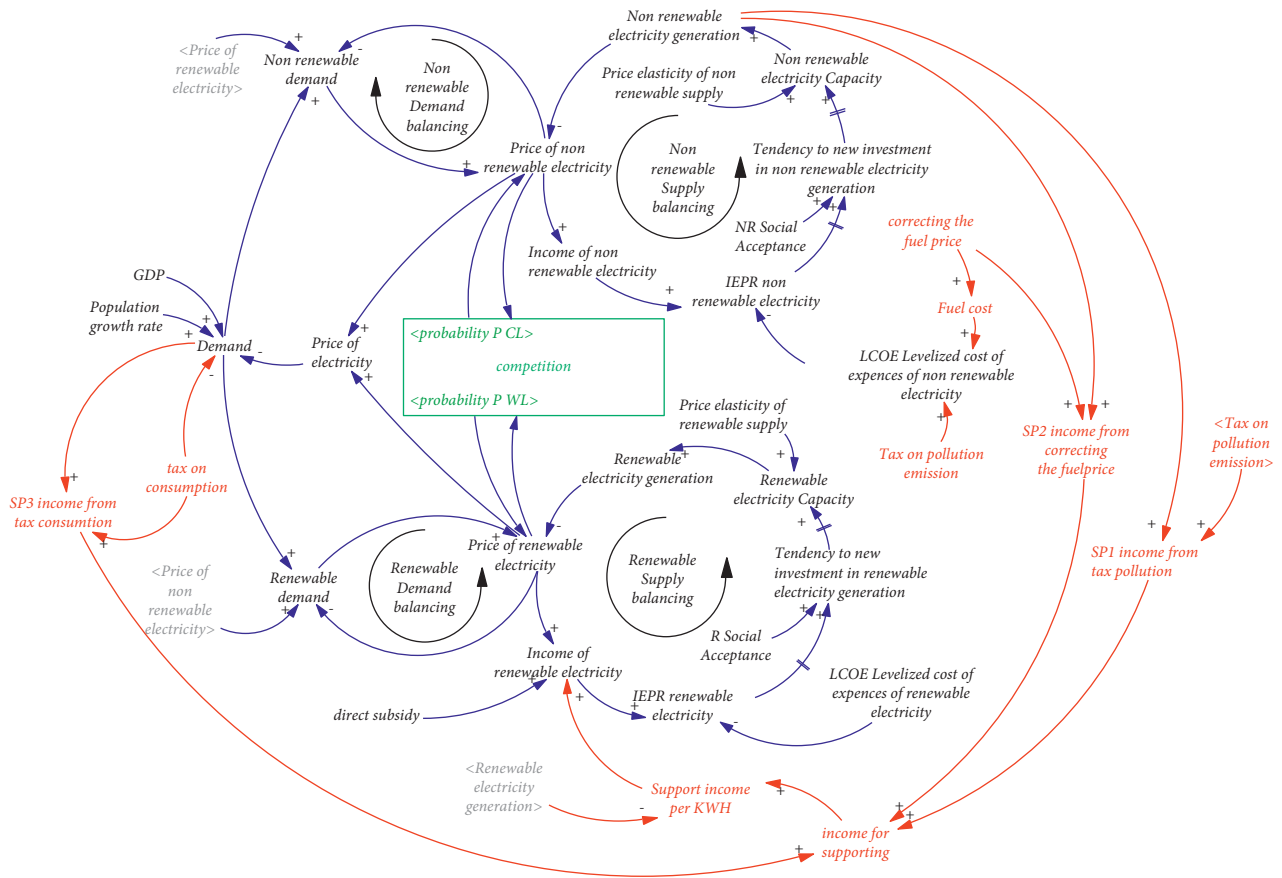 Non renewable
electricity generation
<Price of
renewable
electricity>
+
Non renewable
demand
-
+
Non
renewable
Demand
balancing
+
Price elasticity of non
renewable supply
+
Non renewable
electricity Capacity
+
+
-
Price of non
renewable electricity
Non
renewable
Supply
balancing
Tendency to new investment
in non renewable electricity
generation
+
+
NR Social
Acceptance
+
Income of non
renewable electricity
+
IEPR non
renewable electricity
-
correcting the
fuel price
+
Fuel cost
+
LCOE Levelized cost of
expences of non renewable
electricity
+
Tax on pollution
emission
GDP
Population
growth rate
+
+
Demand
-
-
+
Price of
electricity
+
<probability P CL>
competition
<probability P WL>
Price elasticity of
renewable supply
+
Renewable
electricity generation
+
Renewable
electricity Capacity
+
+
+
SP2 income from
correcting
the fuelprice
<Tax on
pollution
emission>
+
+
SP1 income from
tax pollution
tax on
consumption
+
SP3 income from
tax consumtion
+
<Price of
non
renewable
electricity>
+
+
Renewable
demand
-
Renewable
Demand
balancing
+
-
Price of renewable
electricity
Renewable
Supply
balancing
Tendency to new
investment in renewable
electricity generation
+
+
R Social
Acceptance
+
Income of
renewable electricity
+
+
direct subsidy
+
IEPR renewable
electricity
-
LCOE Levelized cost of
expences of renewable
electricity
<Renewable
electricity
generation>
-
Support income
per KWH
+
+
+
+
income for
supporting